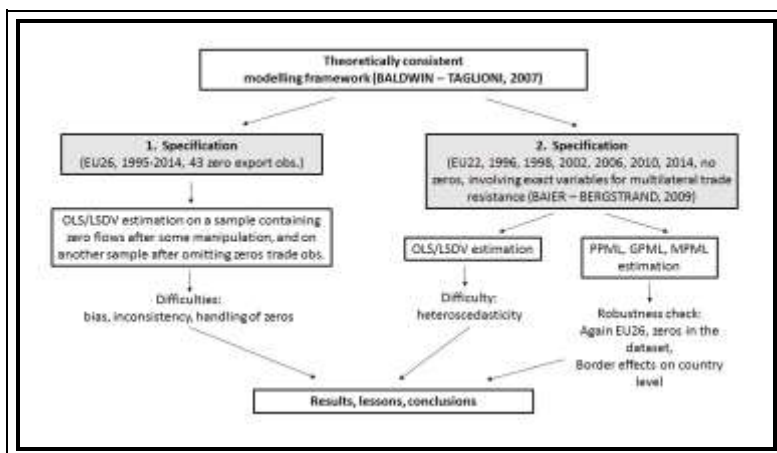 Theoretically consistent
modelling framework (BALDWIN – TAGLIONI, 2007)
1. Specification
(EU26, 1995-2014, 43 zero export obs.)
2. Specification
(EU22, 1996, 1998, 2002, 2006, 2010, 2014, no
zeros, involving exact variables for multilateral trade
resistance (BAIER – BERGSTRAND, 2009)
OLS/LSDV estimation on a sample containing
zero flows after some manipulation, and on
another sample after omitting zeros trade obs.
OLS/LSDV estimation
PPML, GPML, MPML
estimation
Difficulties:
bias, inconsistency, handling of zeros
Difficulty:
heteroscedasticity
Robustness check:
Again EU26, zeros in the
dataset,
Border effects on country
level
Results, lessons, conclusions